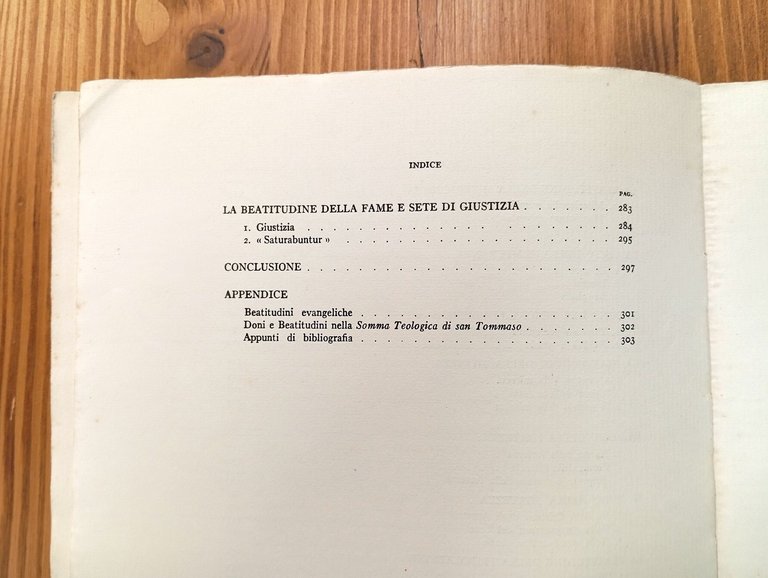 INDICE
PAG.
LA BEATITUDINE DELLA FAME E SETE DI GIUSTIZIA . . . . . . . 283
1. Giustizia . . . . . . . . . . . . . . . . . . . . 284
2. « Saturabuntur » . . . . . . . . . . . . . . . . . . 295
CONCLUSIONE . . . . . . . . . . . . . . . . . . . . . 297
APPENDICE
Beatitudini evangeliche . . . . . . . . . . . . . . . . . 301
Doni e Beatitudini nella Somma Teologica di san Tommaso . . . . . . . 302
Appunti di bibliografia . . . . . . . . . . . . . . . . . 303